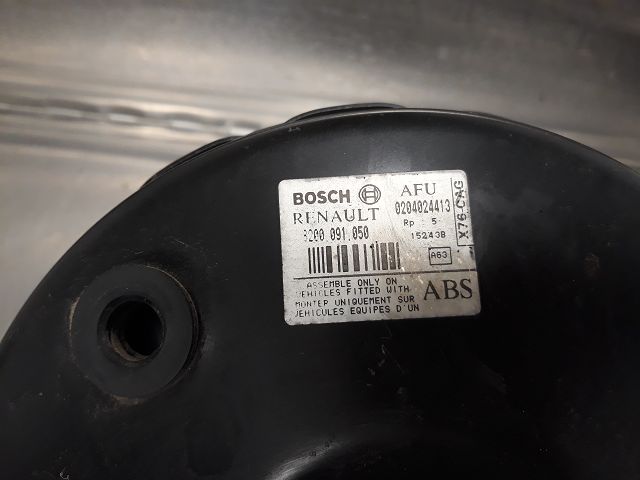 BOSCH AFU
RENAULT 0204024413
8200 091.050 Rp : 5
15243B
X76-CAG
A63
ASSEMBLE ONLY ON
VEHICLES FITTED WITH ABS
MONTER UNIQUEMENT SUR
VEHICULES EQUIPES D'UN